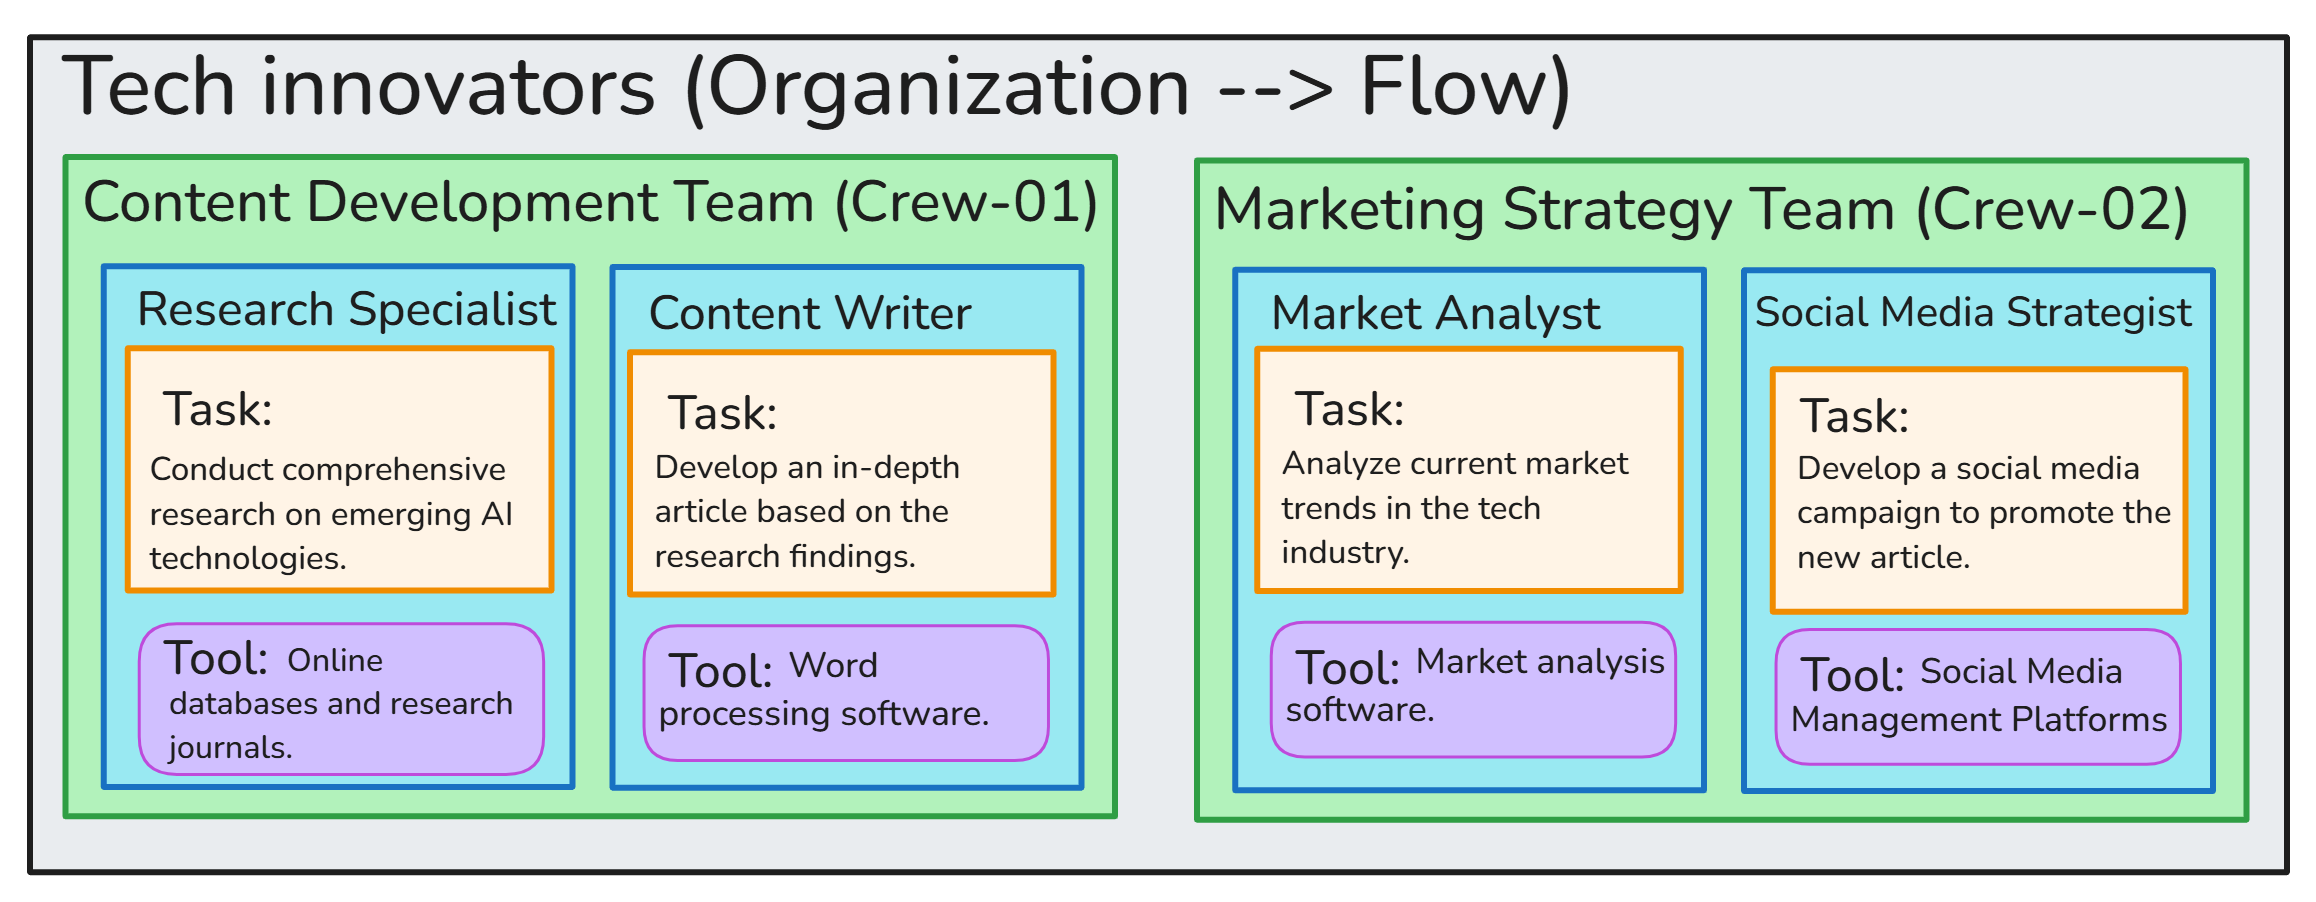 Tech innovators (Organization --> Flow)
Content Development Team (Crew-01)
Research Specialist
Task:
Conduct comprehensive
research on emerging AI
technologies.
Tool: Online
databases and research
journals.
Content Writer
Task:
Develop an in-depth
article based on the
research findings.
Tool: Word
processing software.
Marketing Strategy Team (Crew-02)
Market Analyst
Task:
Analyze current market
trends in the tech
industry.
Tool: Market analysis
software.
Social Media Strategist
Task:
Develop a social media
campaign to promote the
new article.
Tool: Social Media
Management Platforms